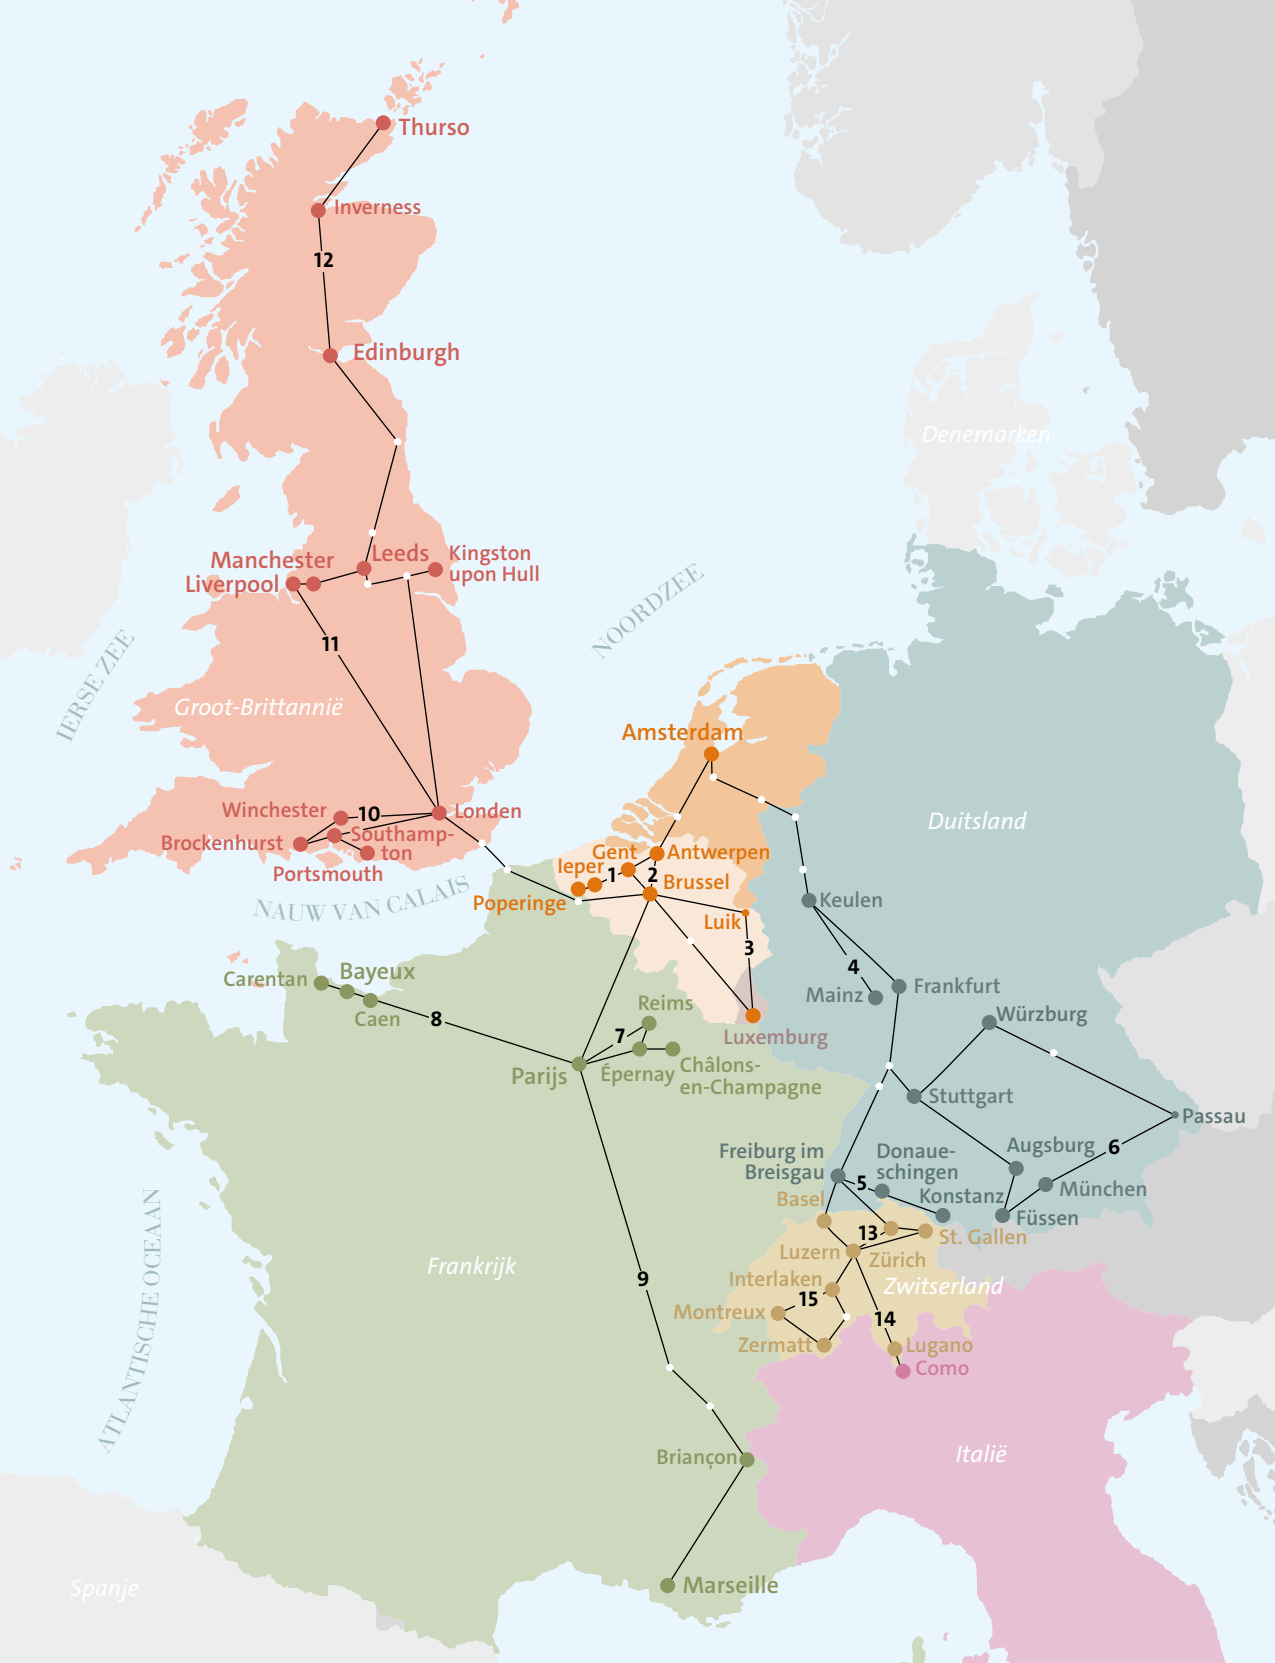 Thurso
Inverness
12
Edinburgh
Denemarken
Manchester
Leeds
Kingston
upon Hull
Liverpool
NOORDZEE
11
IERSE ZEE
Groot-Brittannië
Amsterdam
Winchester
10
Londen
Duitsland
Brockenhurst
Southamp-
ton
Portsmouth
Gent
Antwerpen
Ieper
1
2
Brussel
Poperinge
NAUW VAN CALAIS
Luik
Keulen
3
4
Carentan
Bayeux
Caen
8
Mainz
Frankfurt
Reims
Würzburg
7
Luxemburg
Parijs
Épernay
Châlons-
en-Champagne
Stuttgart
Passau
6
Freiburg im
Breisgau
Donaue-
schingen
Augsburg
5
Konstanz
München
Basel
Füssen
13
St. Gallen
Luzern
Zürich
ATLANTISCHE OCEAAN
Frankrijk
9
Interlaken
Zwitserland
15
Montreux
14
Zermatt
Lugano
Como
Briançon
Italië
Marseille
Spanje